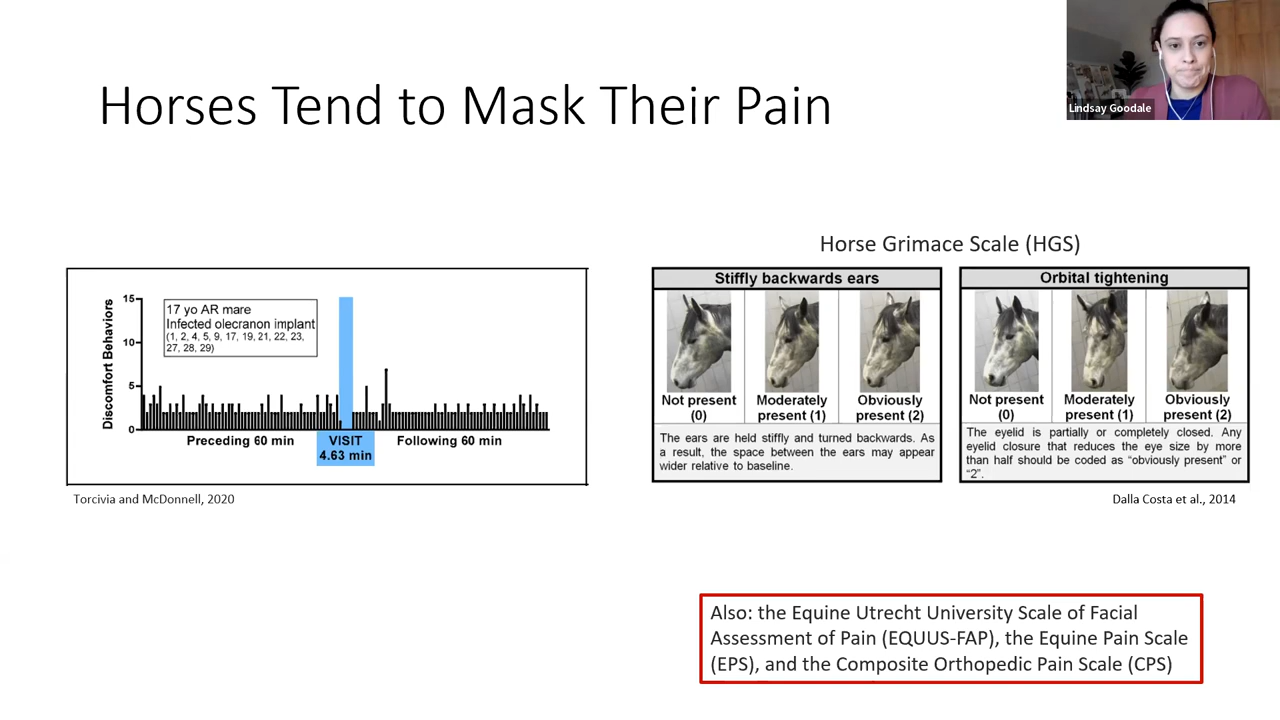 Lindsay Goodale
Horses Tend to Mask Their Pain
Discomfort Behaviors
15
10
5
0
17 yo AR mare
Infected olecranon implant
(1, 2, 4, 5, 9, 17, 19, 21, 22, 23,
27, 28, 29)
Preceding 60 min
VISIT
4.63 min
Following 60 min
Torcivia and McDonnell, 2020
Horse Grimace Scale (HGS)
Stiffly backwards ears
Not present
(0)
Moderately
present (1)
Obviously
present (2)
The ears are held stiffly and turned backwards. As
a result, the space between the ears may appear
wider relative to baseline.
Orbital tightening
Not present
(0)
Moderately
present (1)
Obviously
present (2)
The eyelid is partially or completely closed. Any
eyelid closure that reduces the eye size by more
than half should be coded as “obviously present” or
“2”.
Dalla Costa et al., 2014
Also: the Equine Utrecht University Scale of Facial
Assessment of Pain (EQUUS-FAP), the Equine Pain Scale
(EPS), and the Composite Orthopedic Pain Scale (CPS)